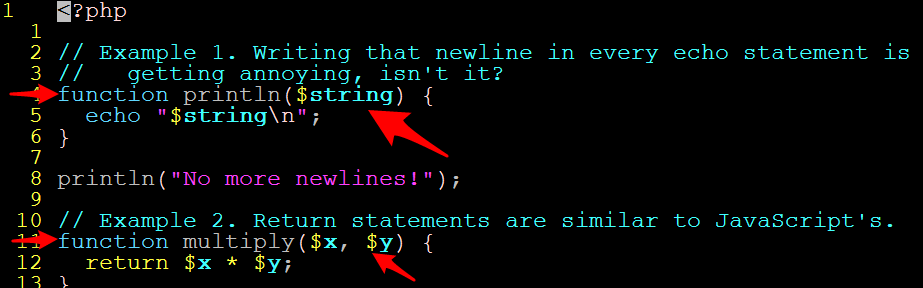 1 <?php
1
2 // Example 1. Writing that newline in every echo statement is
3 //   getting annoying, isn't it?
4 function println($string) {
5   echo "$string\n";
6 }
7
8 println("No more newlines!");
9
10 // Example 2. Return statements are similar to JavaScript's.
11 function multiply($x, $y) {
12   return $x * $y;
13 }